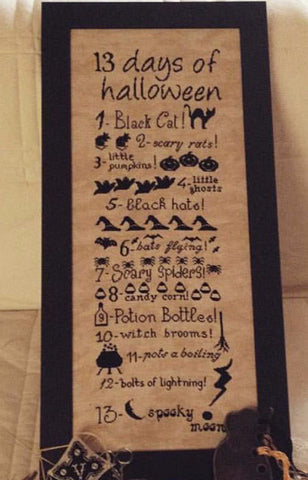 13 days of
halloween
1-Black Cat!
2-scary rats!
3-little
pumpkins!
4-little
ghosts
5-Black hats!
6-bats flying!
7-Scary Spiders!
8-candy corn!
9-Potion Bottles!
10-witch brooms!
11-pots a boiling
12-bolts of lightning!
13-spooky
moon